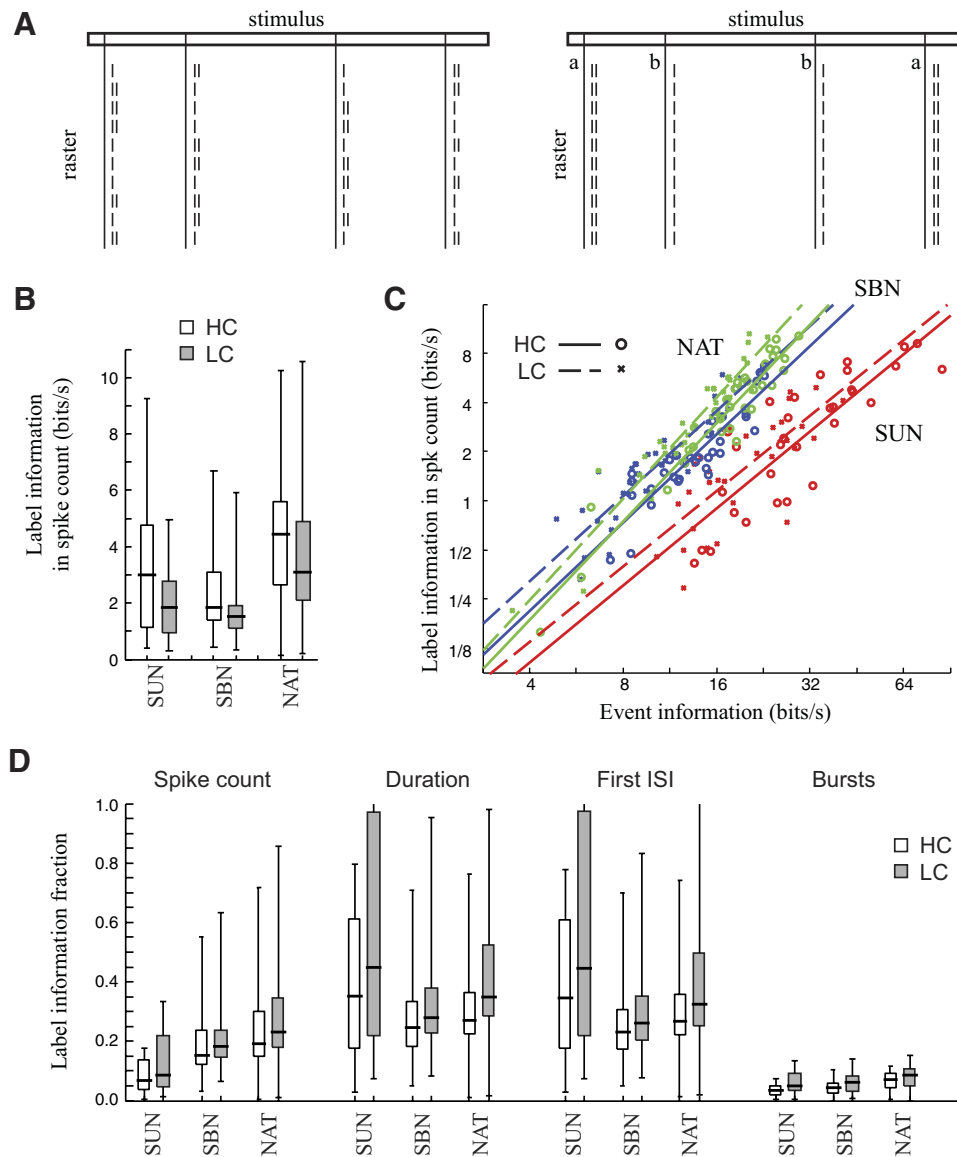 A
stimulus
stimulus
a
b
b
a
raster
raster
B
HC
LC
Label information
in spike count (bits/s)
10
8
6
4
2
0
SUN
SBN
NAT
C
SBN
HC
LC
NAT
SUN
Label information in spk count (bits/s)
8
4
2
1
1/2
1/4
1/8
4
8
16
32
64
Event information (bits/s)
D
Spike count
Duration
First ISI
Bursts
HC
LC
Label information fraction
1.0
0.8
0.6
0.4
0.2
0.0
SUN
SBN
NAT
SUN
SBN
NAT
SUN
SBN
NAT
SUN
SBN
NAT